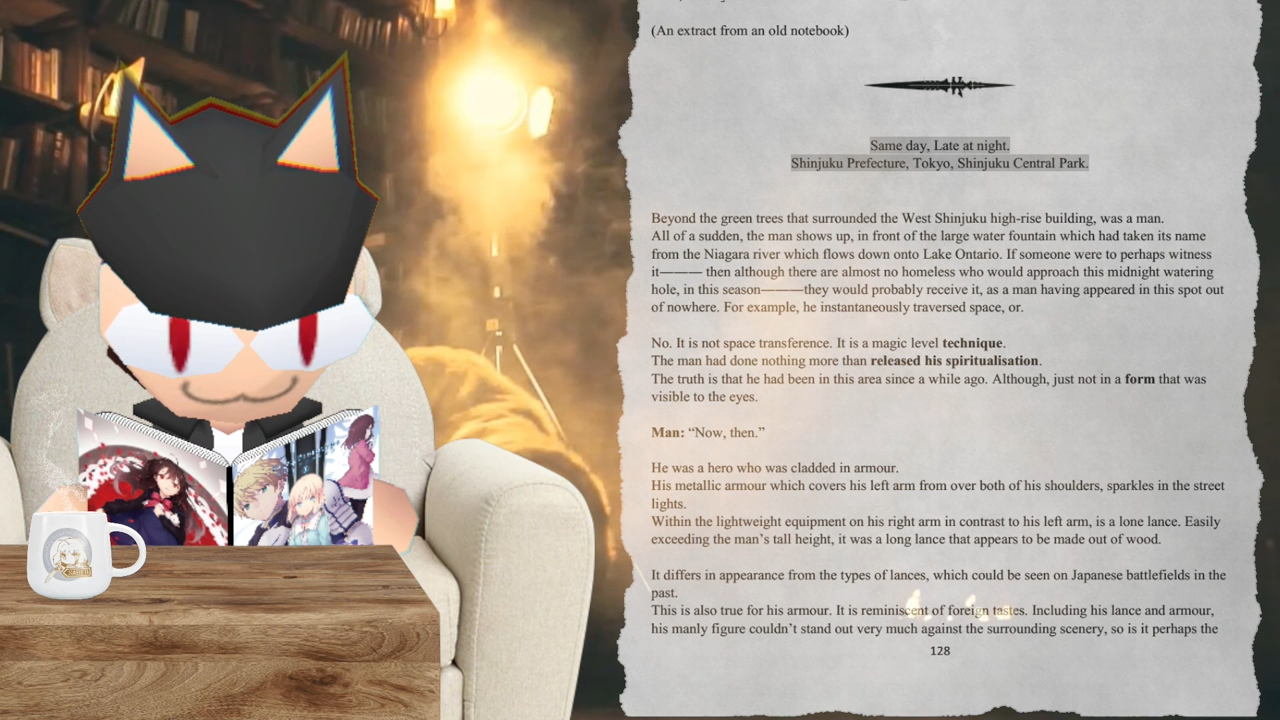 (An extract from an old notebook)
Same day, Late at night.
Shinjuku Prefecture, Tokyo, Shinjuku Central Park.
Beyond the green trees that surrounded the West Shinjuku high-rise building, was a man.
All of a sudden, the man shows up, in front of the large water fountain which had taken its name
from the Niagara river which flows down onto Lake Ontario. If someone were to perhaps witness
it——— then although there are almost no homeless who would approach this midnight watering
hole, in this season———they would probably receive it, as a man having appeared in this spot out
of nowhere. For example, he instantaneously traversed space, or.
No. It is not space transference. It is a magic level technique.
The man had done nothing more than released his spiritualisation.
The truth is that he had been in this area since a while ago. Although, just not in a form that was
visible to the eyes.
Man: “Now, then.”
He was a hero who was cladded in armour.
His metallic armour which covers his left arm from over both of his shoulders, sparkles in the street
lights.
Within the lightweight equipment on his right arm in contrast to his left arm, is a lone lance. Easily
exceeding the man’s tall height, it was a long lance that appears to be made out of wood.
It differs in appearance from the types of lances, which could be seen on Japanese battlefields in the
past.
This is also true for his armour. It is reminiscent of foreign tastes. Including his lance and armour,
his manly figure couldn’t stand out very much against the surrounding scenery, so is it perhaps the
128